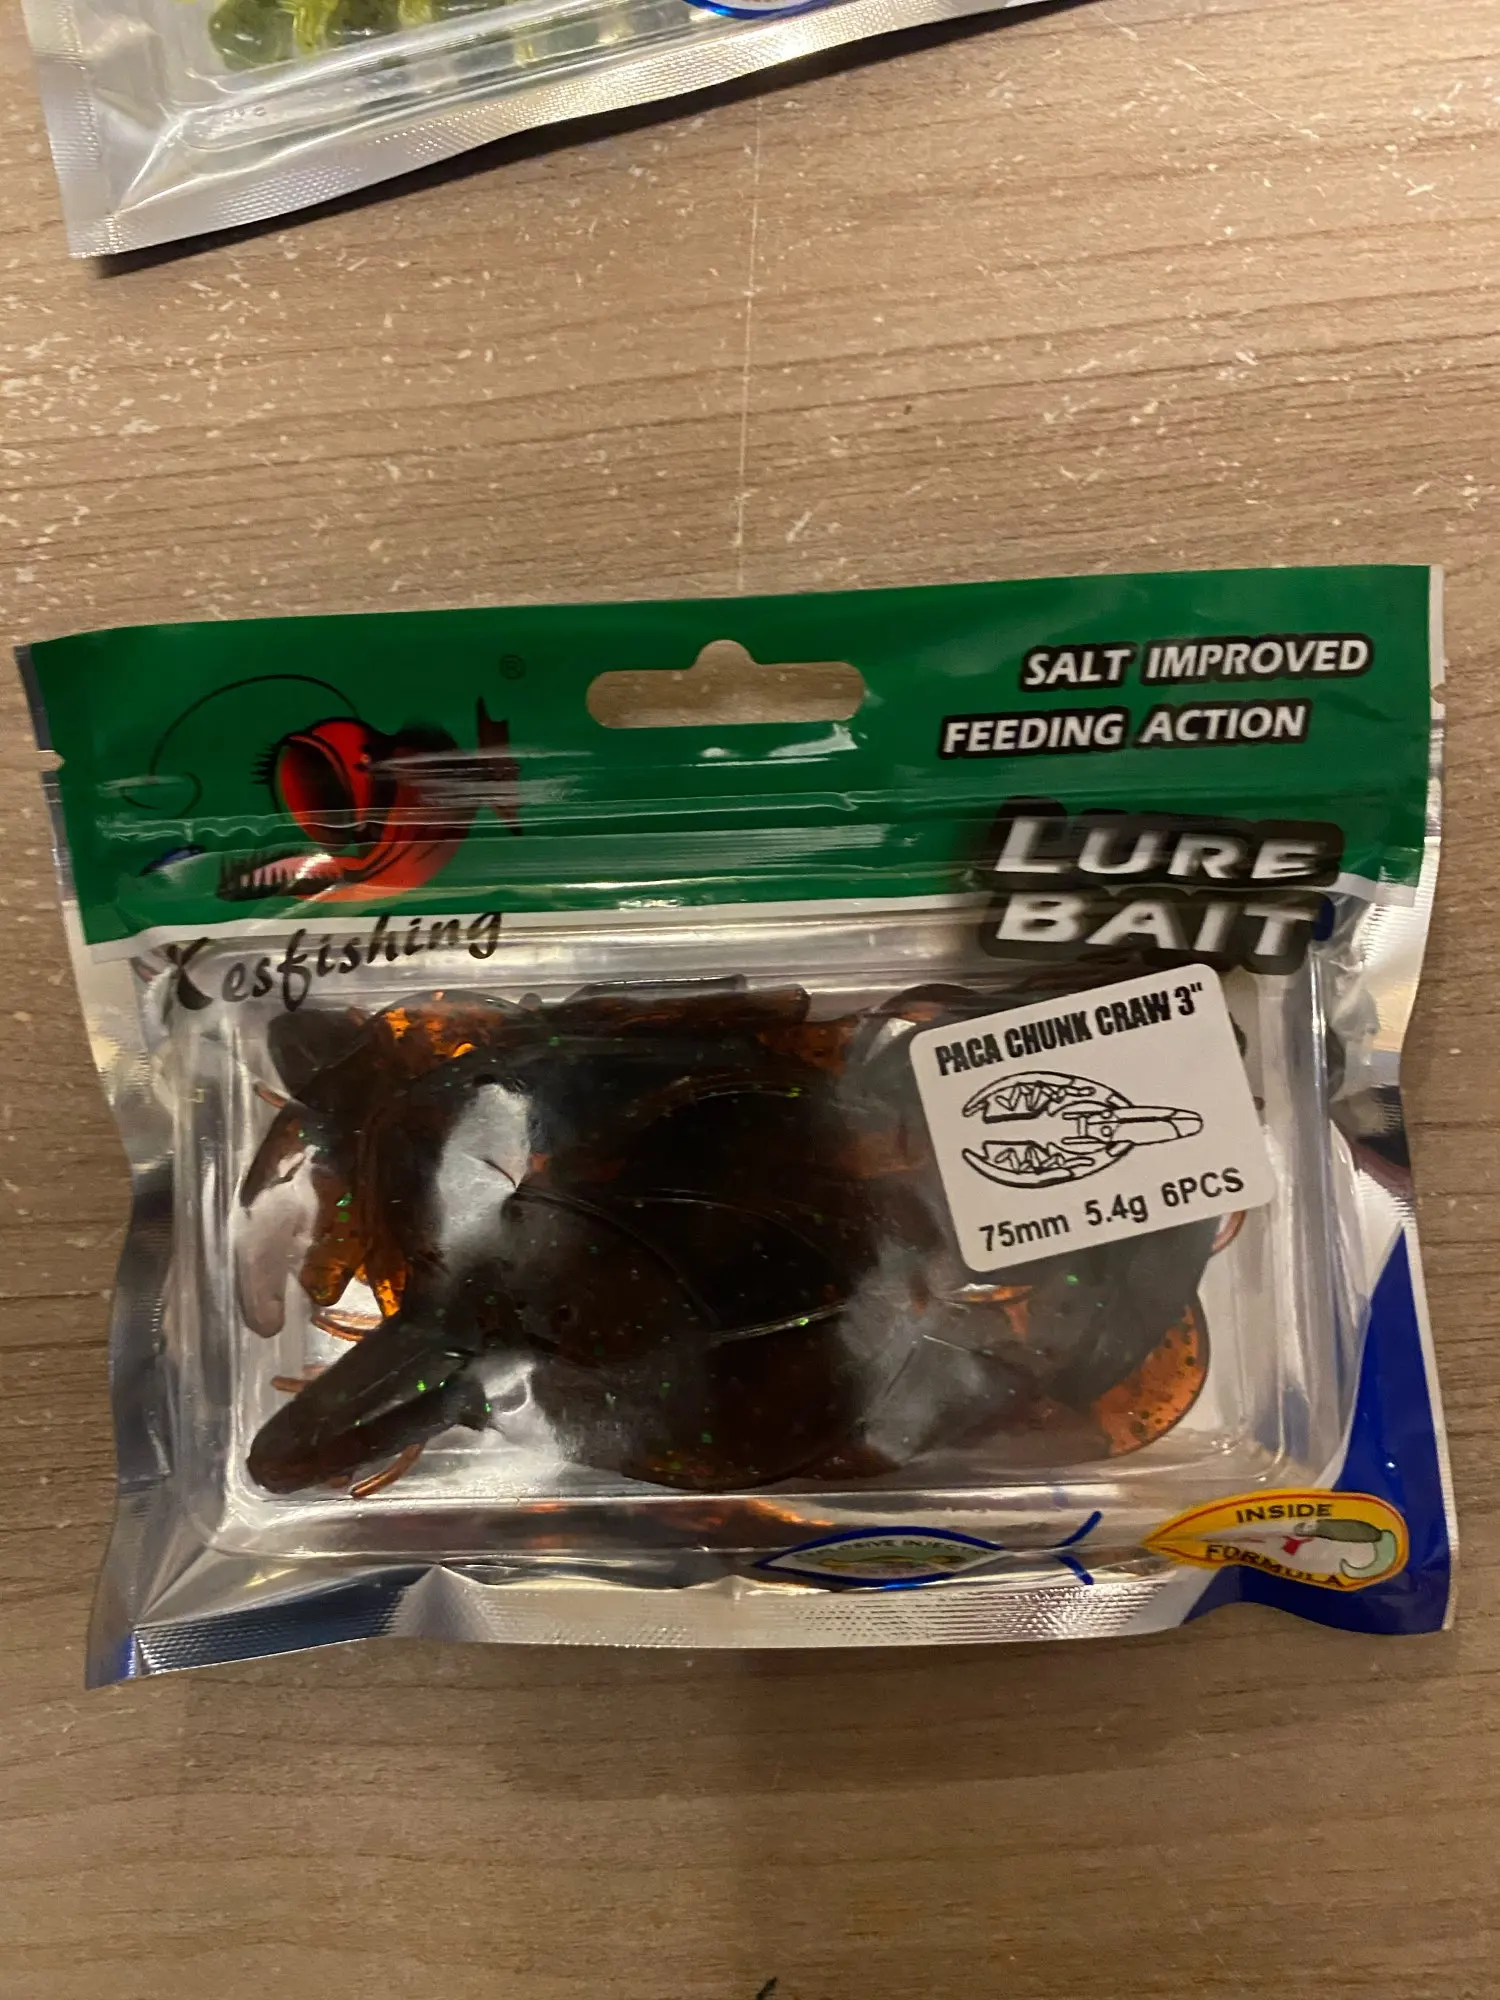 ®
SALT IMPROVED
FEEDING ACTION
LURE
BAIT
Kesfishing
PACA CHUNK CRAW 3"
75mm 5.4g 6PCS
INSIDE
FORMULA